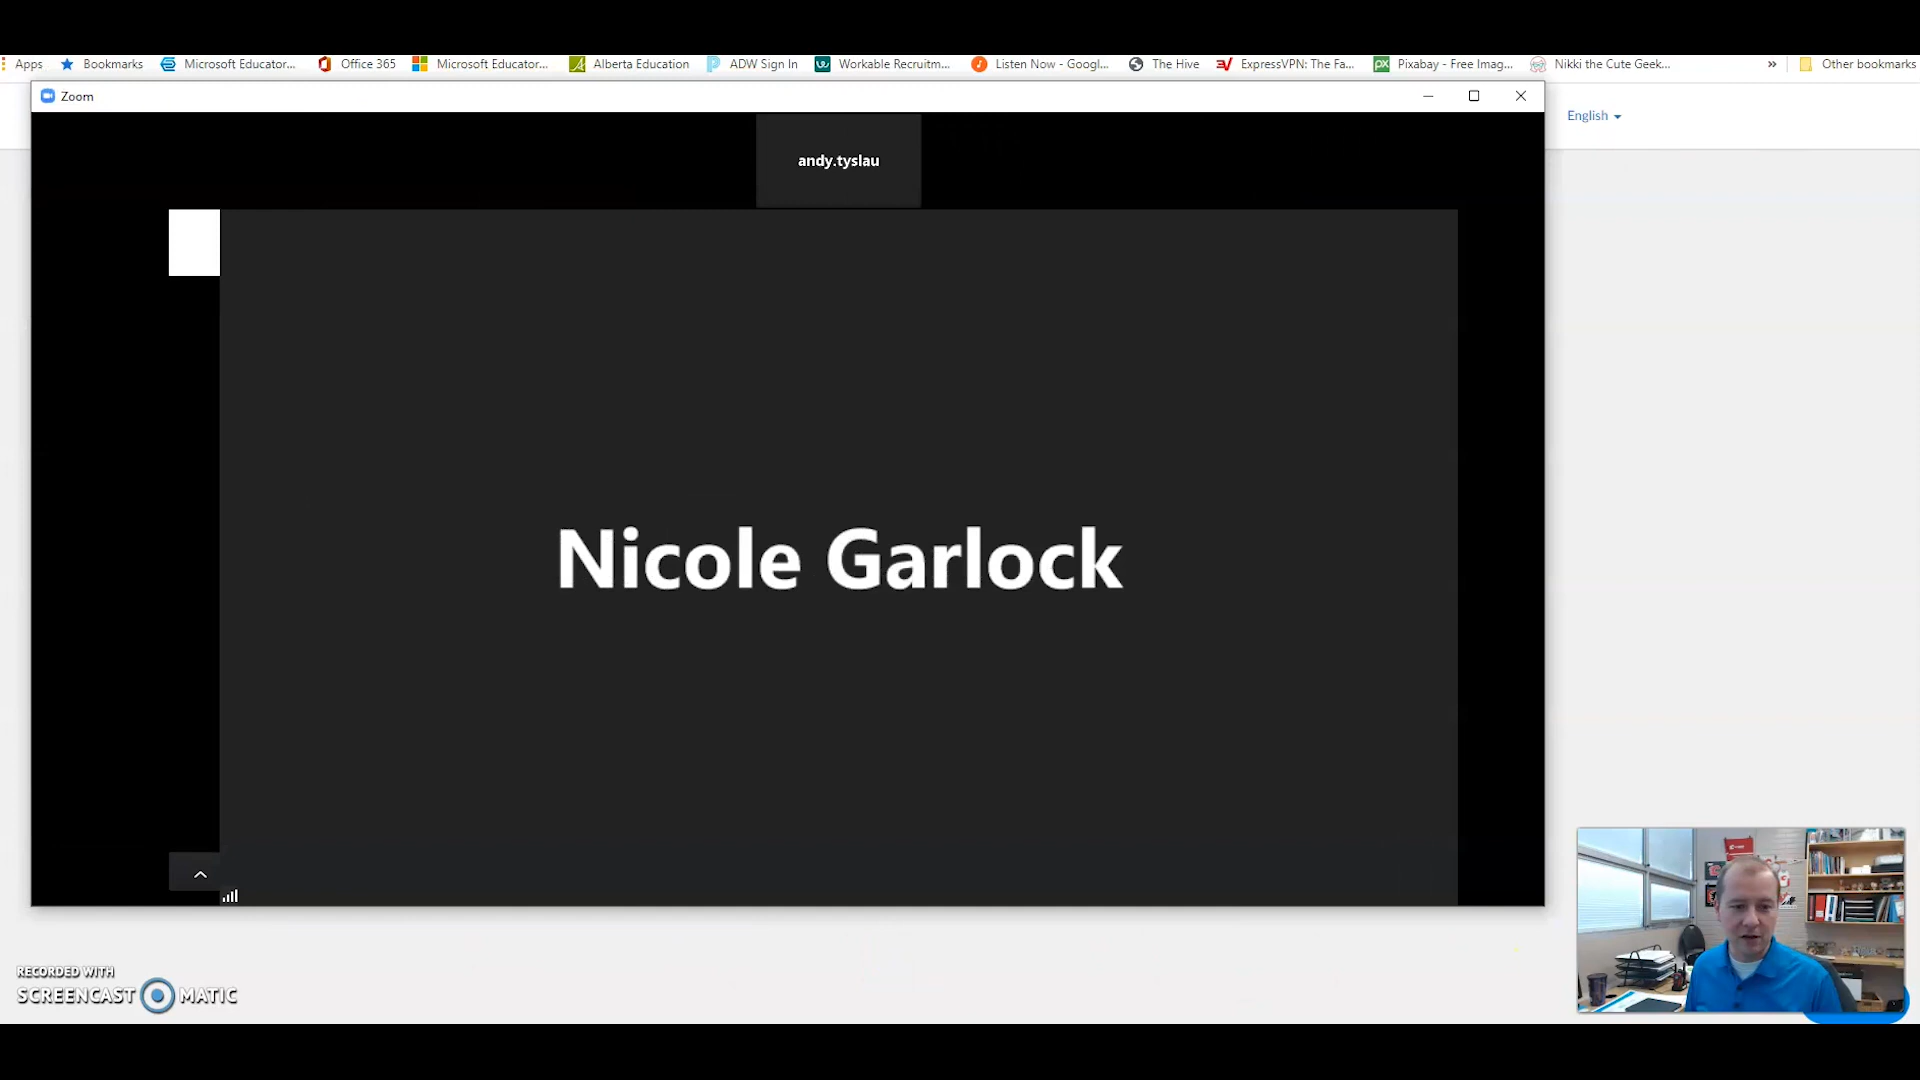 Apps Bookmarks Microsoft Educator... Office 365 Microsoft Educator... Alberta Education ADW Sign In Workable Recruitm... Listen Now - Googl... The Hive ExpressVPN: The Fa... Pixabay - Free Imag... Nikki the Cute Geek... » Other bookmarks
Zoom
English
andy.tyslau
Nicole Garlock
RECORDED WITH
SCREENCAST MATIC